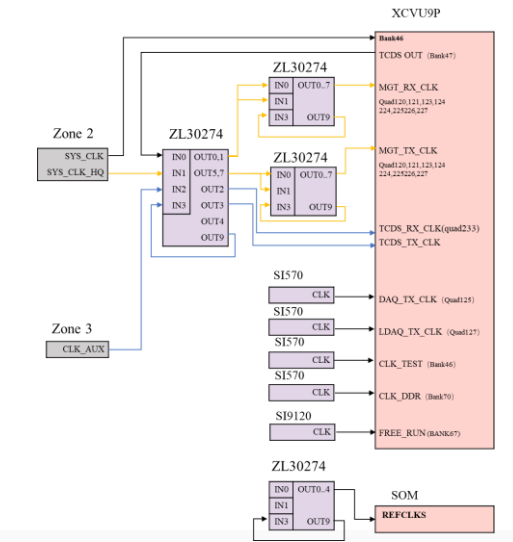 XCVU9P
Bank46
TCDS OUT (Bank47)
ZL30274
IN0 OUT0..7
IN1
IN3 OUT9
MGT_RX_CLK
Quad120,121,123,124
224,225226,227
Zone 2
SYS_CLK
SYS_CLK_HQ
ZL30274
IN0 OUT0,1
IN1 OUT5,7
IN2 OUT2
IN3 OUT3
OUT4
OUT9
ZL30274
IN0 OUT0..7
IN1
IN3 OUT9
MGT_TX_CLK
Quad120,121,123,124
224,225226,227
TCDS_RX_CLK(quad233)
TCDS_TX_CLK
SI570
CLK
DAQ_TX_CLK (Quad125)
SI570
CLK
LDAQ_TX_CLK (Quad127)
Zone 3
CLK_AUX
SI570
CLK
CLK_TEST (Bank46)
SI570
CLK
CLK_DDR (Bank70)
SI9120
CLK
FREE_RUN (BANK67)
ZL30274
IN0 OUT0..4
IN1
IN3 OUT9
SOM
REFCLKS